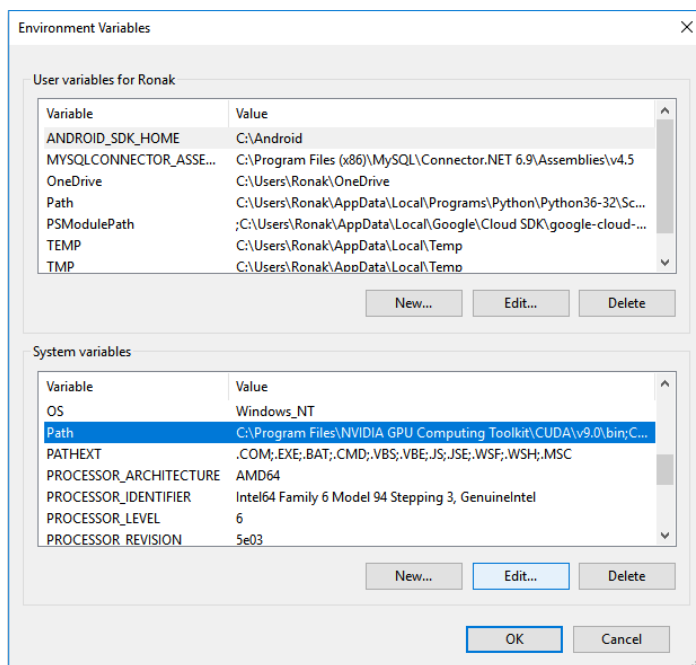 Environment Variables
User variables for Ronak
Variable Value
ANDROID_SDK_HOME C:\Android
MYSQLCONNECTOR_ASSE... C:\Program Files (x86)\MySQL\Connector.NET 6.9\Assemblies\v4.5
OneDrive C:\Users\Ronak\OneDrive
Path C:\Users\Ronak\AppData\Local\Programs\Python\Python36-32\Sc...
PSModulePath ;C:\Users\Ronak\AppData\Local\Google\Cloud SDK\google-cloud-...
TEMP C:\Users\Ronak\AppData\Local\Temp
TMP C:\Users\Ronak\AppData\Local\Temp
New... Edit... Delete
System variables
Variable Value
OS Windows_NT
Path C:\Program Files\NVIDIA GPU Computing Toolkit\CUDA\v9.0\bin;C...
PATHEXT .COM;.EXE;.BAT;.CMD;.VBS;.VBE;.JS;.JSE;.WSF;.WSH;.MSC
PROCESSOR_ARCHITECTURE AMD64
PROCESSOR_IDENTIFIER Intel64 Family 6 Model 94 Stepping 3, GenuineIntel
PROCESSOR_LEVEL 6
PROCESSOR_REVISION 5e03
New... Edit... Delete
OK Cancel